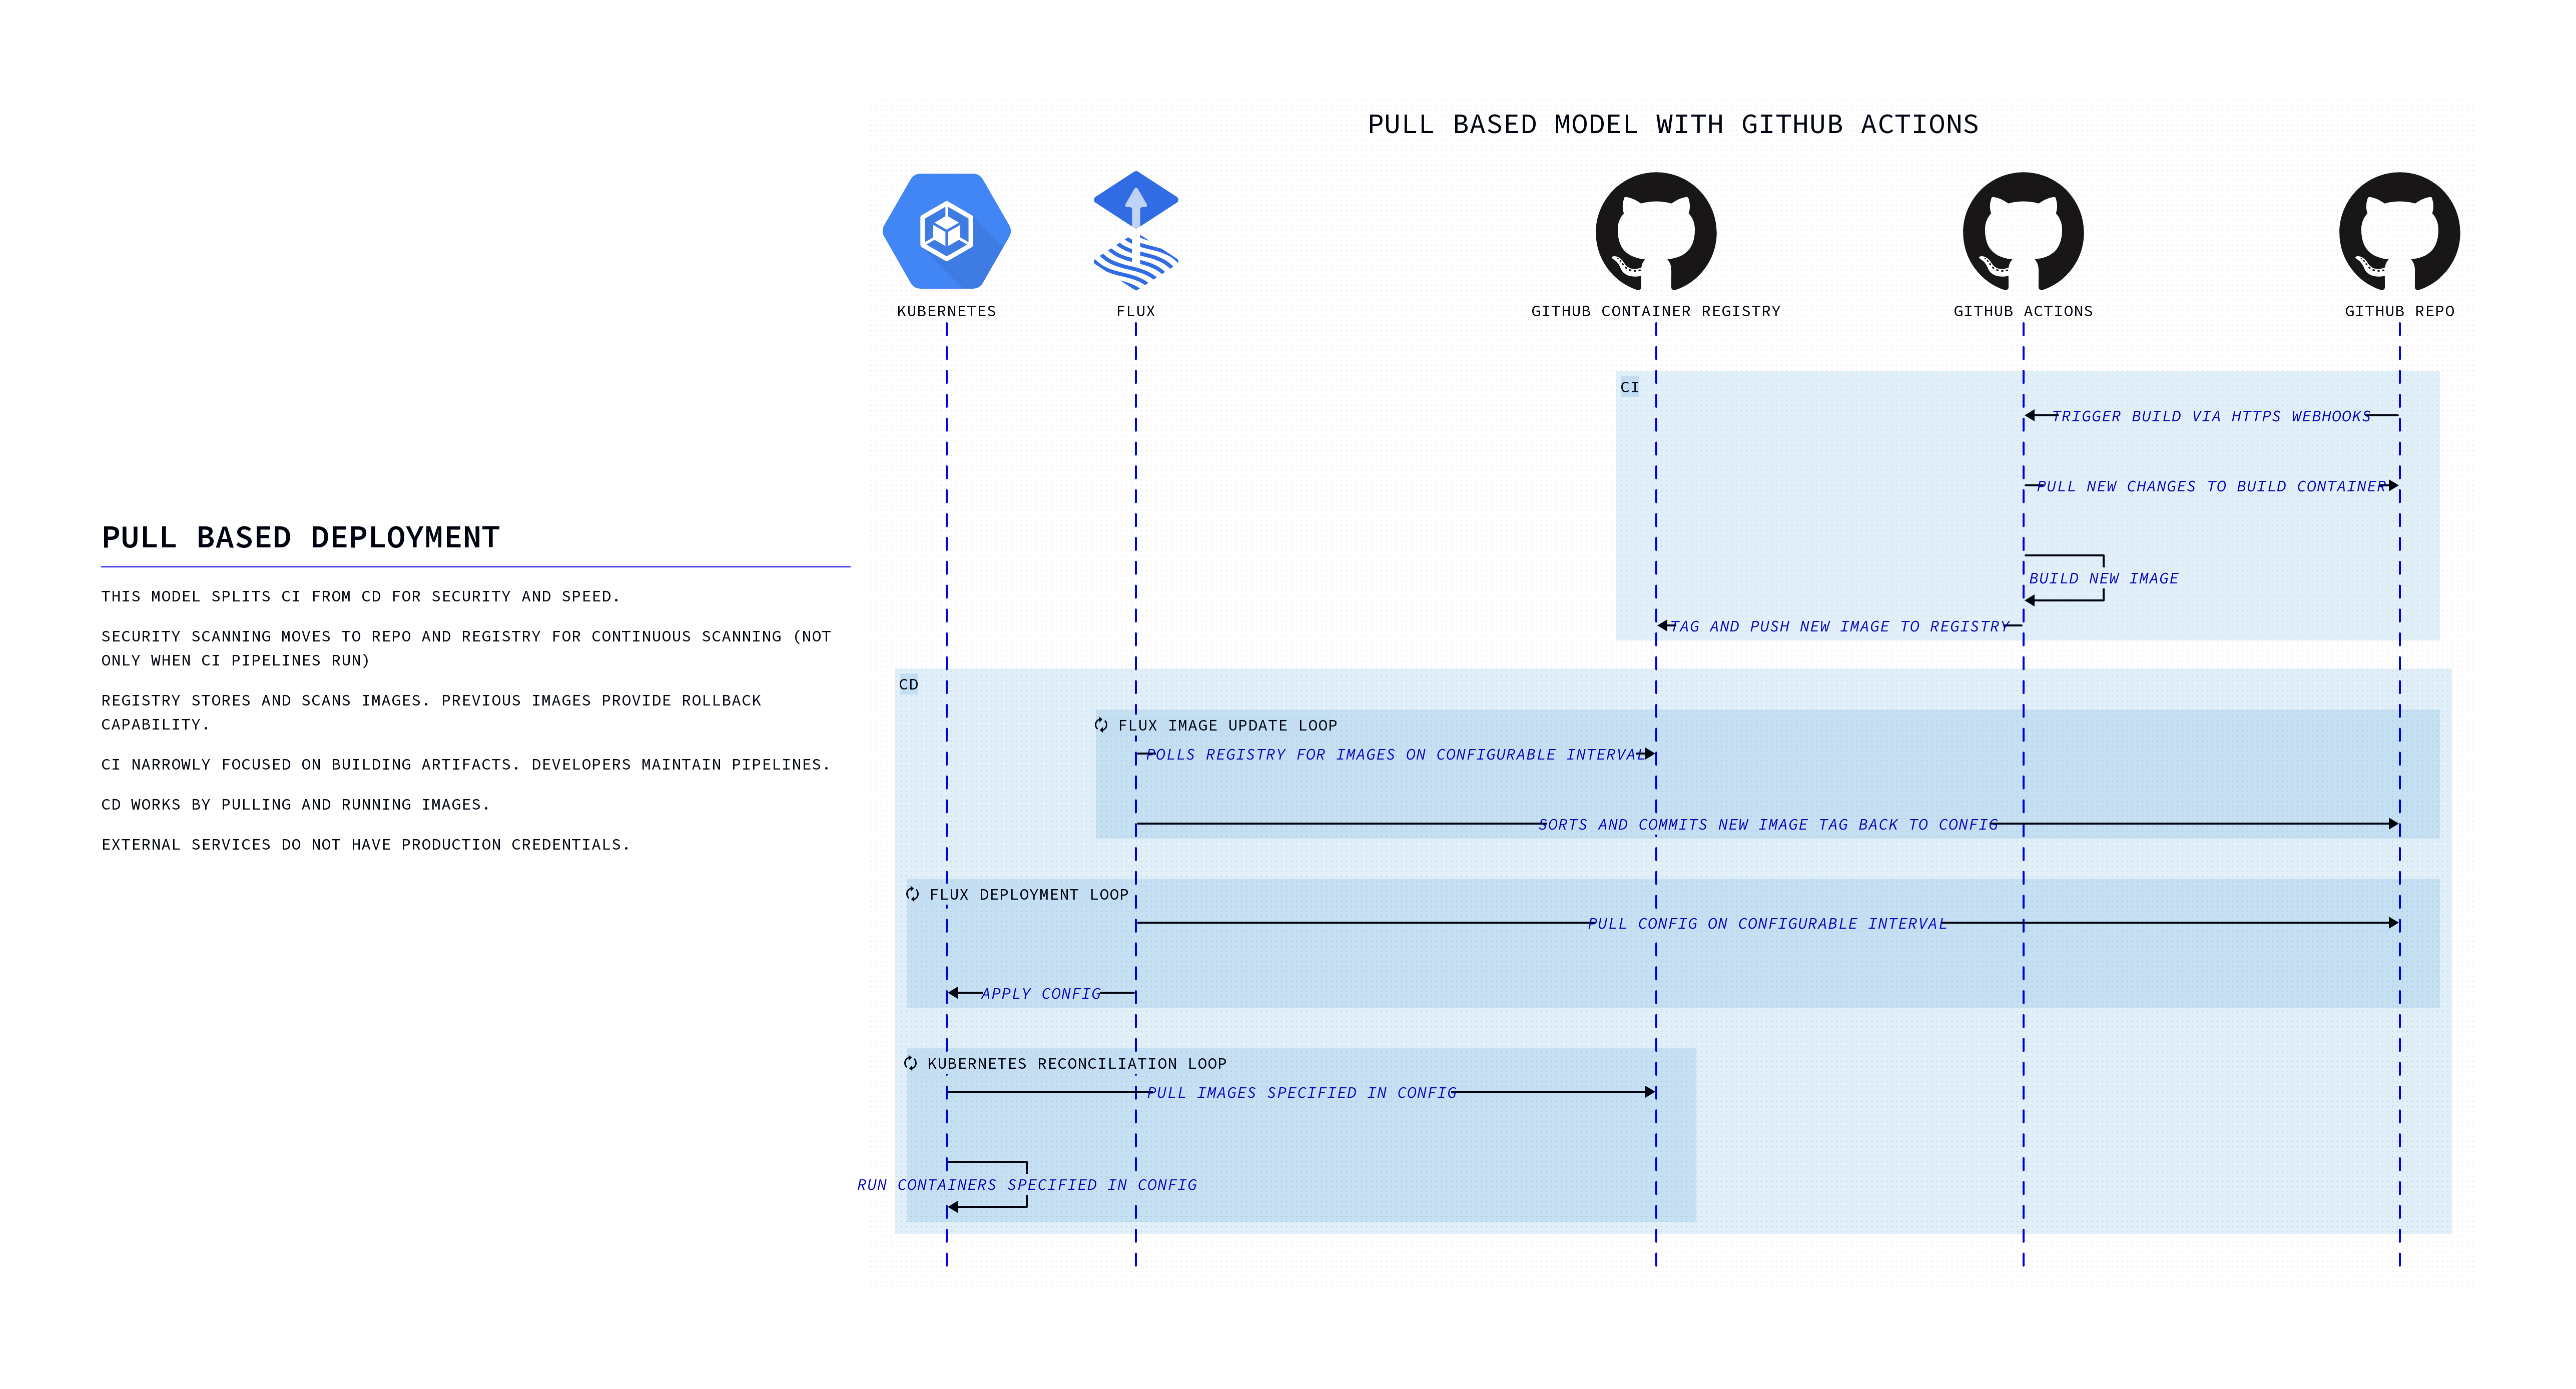 PULL BASED DEPLOYMENT
THIS MODEL SPLITS CI FROM CD FOR SECURITY AND SPEED.
SECURITY SCANNING MOVES TO REPO AND REGISTRY FOR CONTINUOUS SCANNING (NOT
ONLY WHEN CI PIPELINES RUN)
REGISTRY STORES AND SCANS IMAGES. PREVIOUS IMAGES PROVIDE ROLLBACK
CAPABILITY.
CI NARROWLY FOCUSED ON BUILDING ARTIFACTS. DEVELOPERS MAINTAIN PIPELINES.
CD WORKS BY PULLING AND RUNNING IMAGES.
EXTERNAL SERVICES DO NOT HAVE PRODUCTION CREDENTIALS.
PULL BASED MODEL WITH GITHUB ACTIONS
KUBERNETES
FLUX
GITHUB CONTAINER REGISTRY
GITHUB ACTIONS
GITHUB REPO
CI
TRIGGER BUILD VIA HTTPS WEBHOOKS
PULL NEW CHANGES TO BUILD CONTAINER
BUILD NEW IMAGE
TAG AND PUSH NEW IMAGE TO REGISTRY
CD
FLUX IMAGE UPDATE LOOP
POLLS REGISTRY FOR IMAGES ON CONFIGURABLE INTERVAL
SORTS AND COMMITS NEW IMAGE TAG BACK TO CONFIG
FLUX DEPLOYMENT LOOP
PULL CONFIG ON CONFIGURABLE INTERVAL
APPLY CONFIG
KUBERNETES RECONCILIATION LOOP
PULL IMAGES SPECIFIED IN CONFIG
RUN CONTAINERS SPECIFIED IN CONFIG